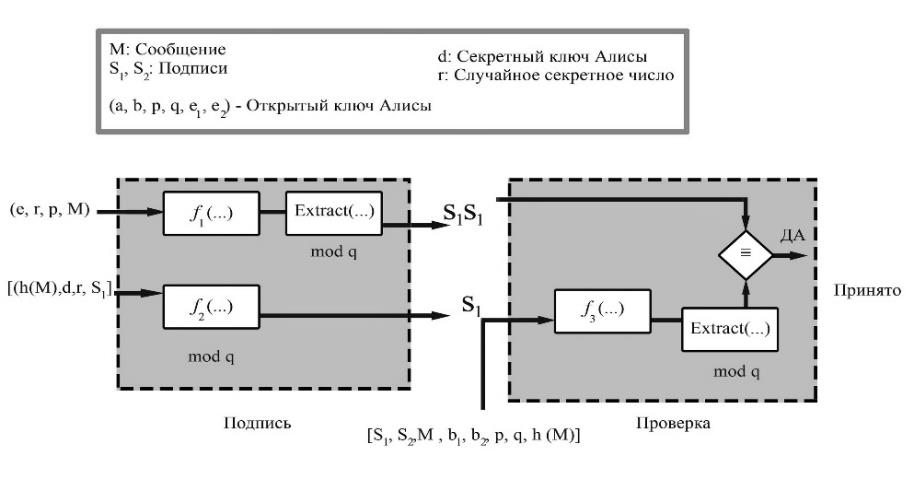 M: Сообщение
S₁, S₂: Подписи
d: Секретный ключ Алисы
r: Случайное секретное число
(a, b, p, q, e₁, e₂) - Открытый ключ Алисы
(e, r, p, M)
f₁(...)
Extract(...)
mod q
S₁S₁
≡
ДА
Принято
[(h(M),d,r, S₁]
f₂(...)
mod q
S₁
f₃(...)
Extract(...)
mod q
Подпись
Проверка
[S₁, S₂,M , b₁, b₂, p, q, h (M)]